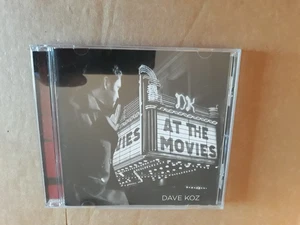 DK
AT THE
VIES
MOVIES
DAVE KOZ